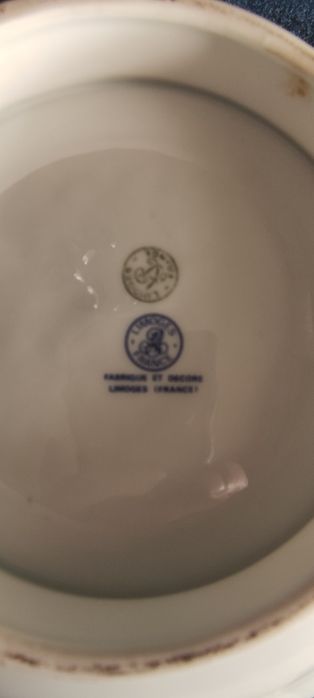 LIMOGES
FRANCE
FABRIQUE ET DECORE
LIMOGES (FRANCE)